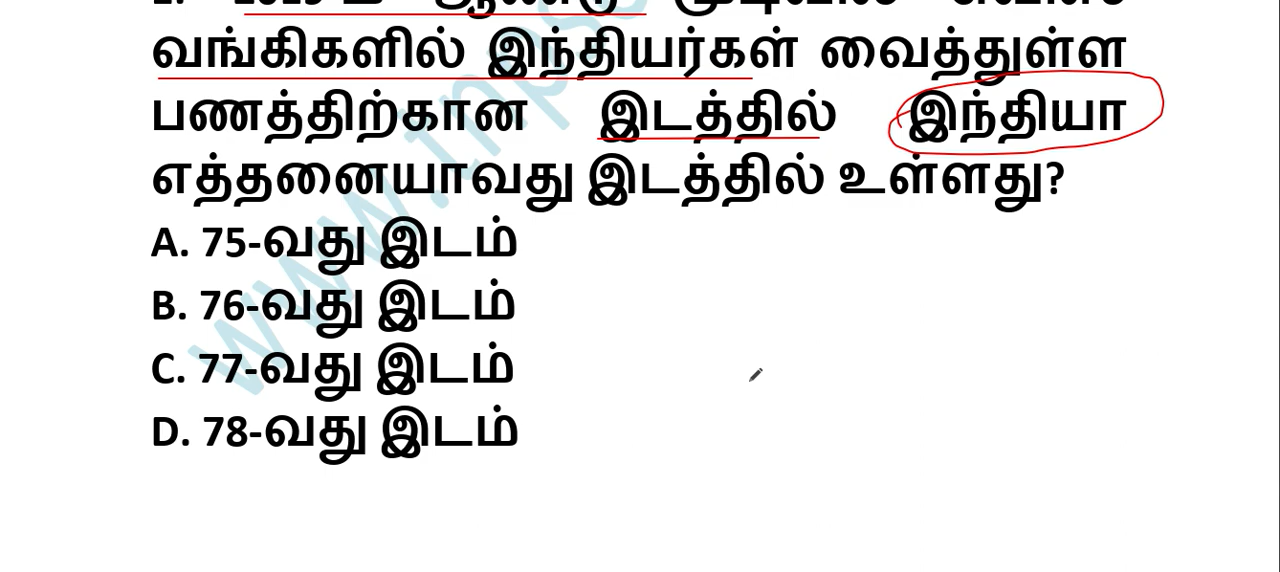 வங்கிகளில் இந்தியர்கள் வைத்துள்ள
பணத்திற்கான இடத்தில் இந்தியா
எத்தனையாவது இடத்தில் உள்ளது?
A. 75-வது இடம்
B. 76-வது இடம்
C. 77-வது இடம்
D. 78-வது இடம்